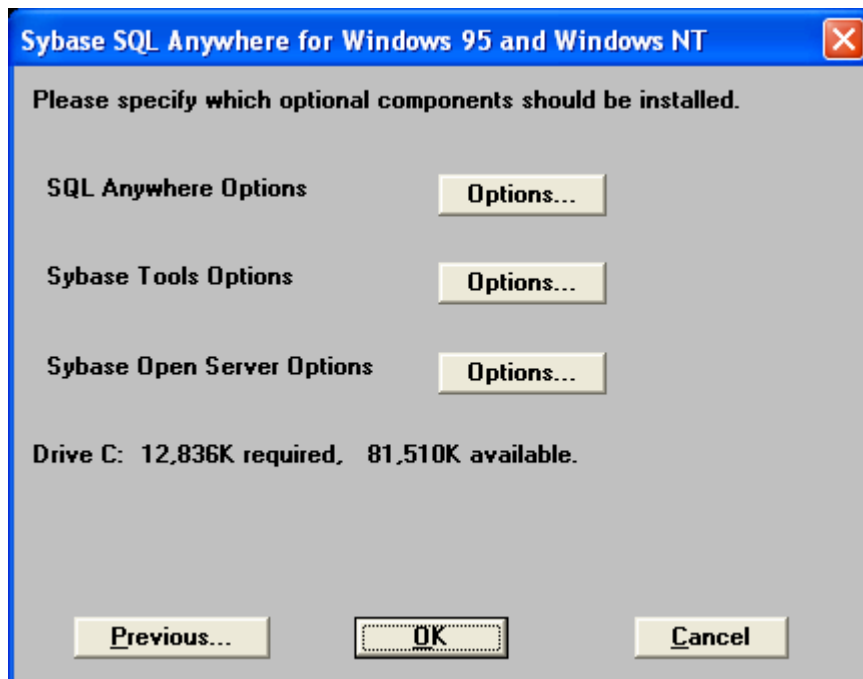 Sybase SQL Anywhere for Windows 95 and Windows NT
Please specify which optional components should be installed.
SQL Anywhere Options Options...
Sybase Tools Options Options...
Sybase Open Server Options Options...
Drive C: 12,836K required, 81,510K available.
Previous... OK Cancel